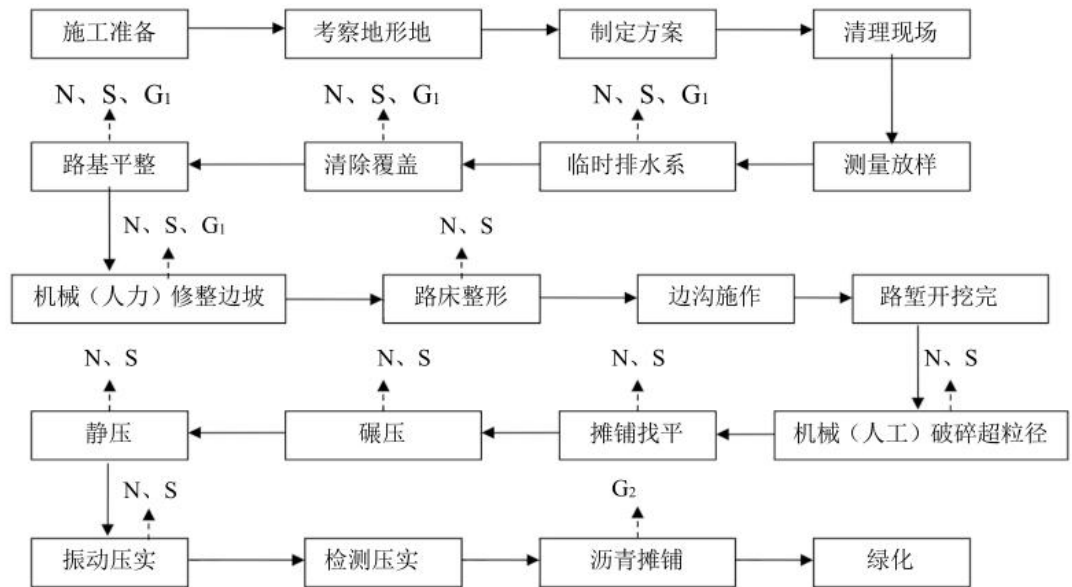 施工准备
考察地形地
制定方案
清理现场
N、S、G₁
N、S、G₁
N、S、G₁
路基平整
清除覆盖
临时排水系
测量放样
N、S、G₁
N、S
机械（人力）修整边坡
路床整形
边沟施作
路堑开挖完
N、S
N、S
N、S
N、S
静压
碾压
摊铺找平
机械（人工）破碎超粒径
N、S
G₂
振动压实
检测压实
沥青摊铺
绿化